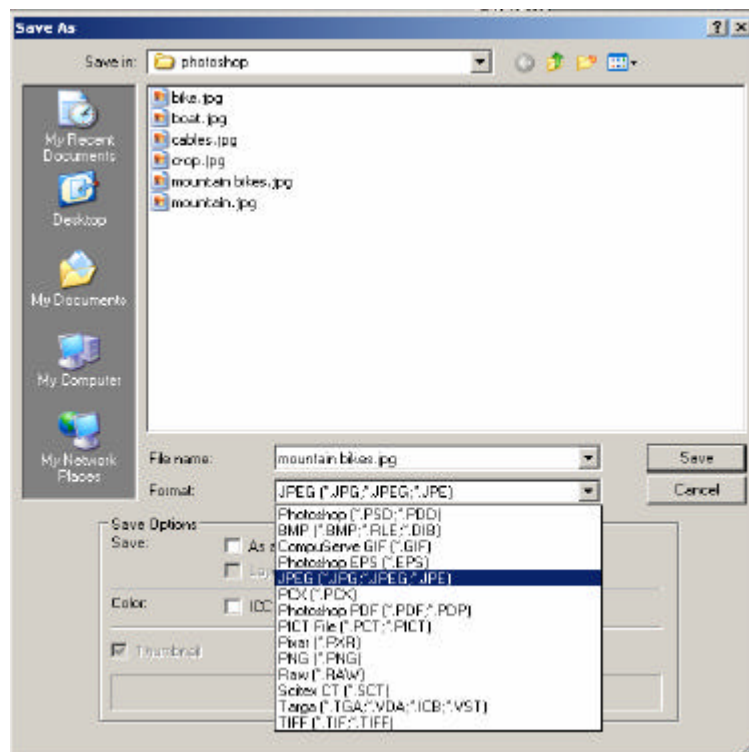 Save As
Save in: photoshop
bike.jpg
boat.jpg
cables.jpg
crop.jpg
mountain bikes.jpg
mountain.jpg
My Recent
Documents
Desktop
My Documents
My Computer
My Network
Places
File name: mountain bikes.jpg Save
Format: JPEG (*.JPG;*.JPEG;*.JPE) Cancel
Photoshop (*.PSD;*.PDD)
BMP (*.BMP;*.RLE;*.DIB)
CompuServe GIF (*.GIF)
Photoshop EPS (*.EPS)
JPEG (*.JPG;*.JPEG;*.JPE)
PCX (*.PCX)
Photoshop PDF (*.PDF;*.PDP)
PICT File (*.PCT;*.PICT)
Pixar (*.PXR)
PNG (*.PNG)
Raw (*.RAW)
Scitex CT (*.SCT)
Targa (*.TGA;*.VDA;*.ICB;*.VST)
TIFF (*.TIF;*.TIFF)
Save Options
Save: As
Color: ICC
Thumbnail